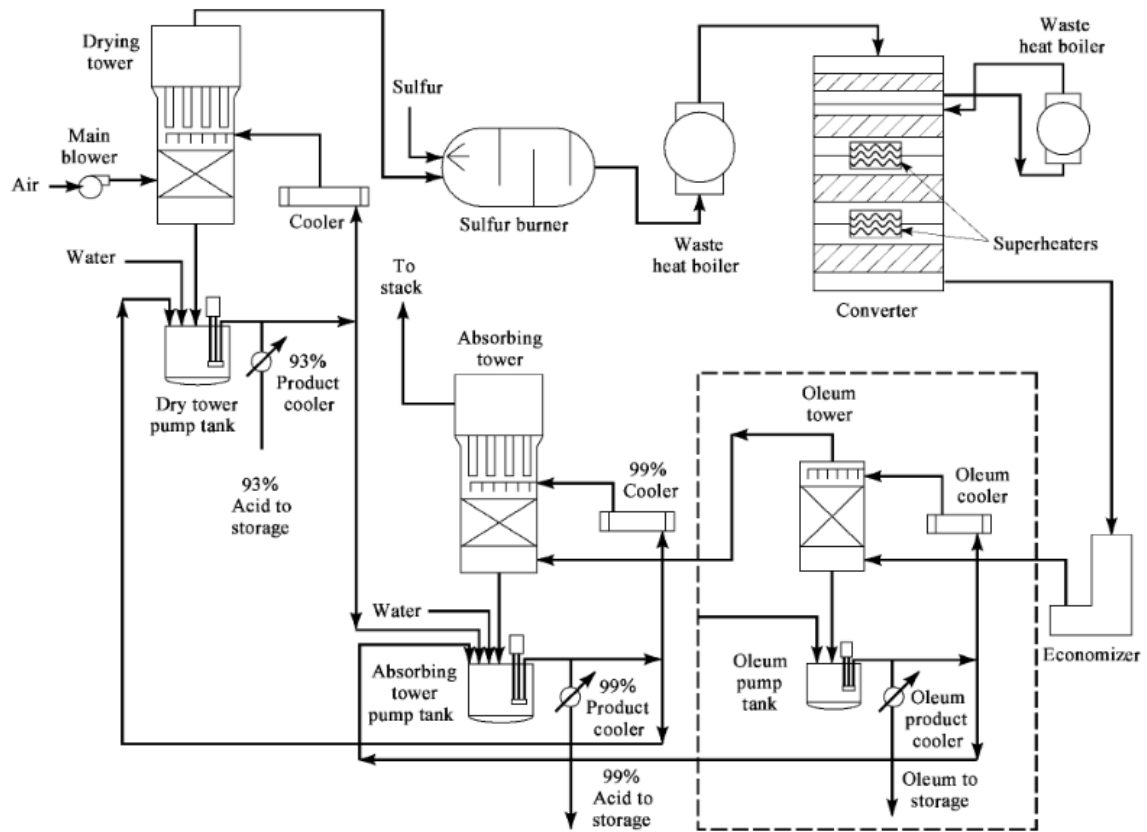 Drying
tower
Main
blower
Air
Sulfur
Cooler
Sulfur burner
Waste
heat boiler
Waste
heat boiler
Superheaters
Converter
Water
To
stack
93%
Product
cooler
Dry tower
pump tank
93%
Acid to
storage
Absorbing
tower
99%
Cooler
Oleum
tower
Oleum
cooler
Water
Absorbing
tower
pump tank
99%
Product
cooler
99%
Acid to
storage
Oleum
pump
tank
Oleum
product
cooler
Oleum to
storage
Economizer